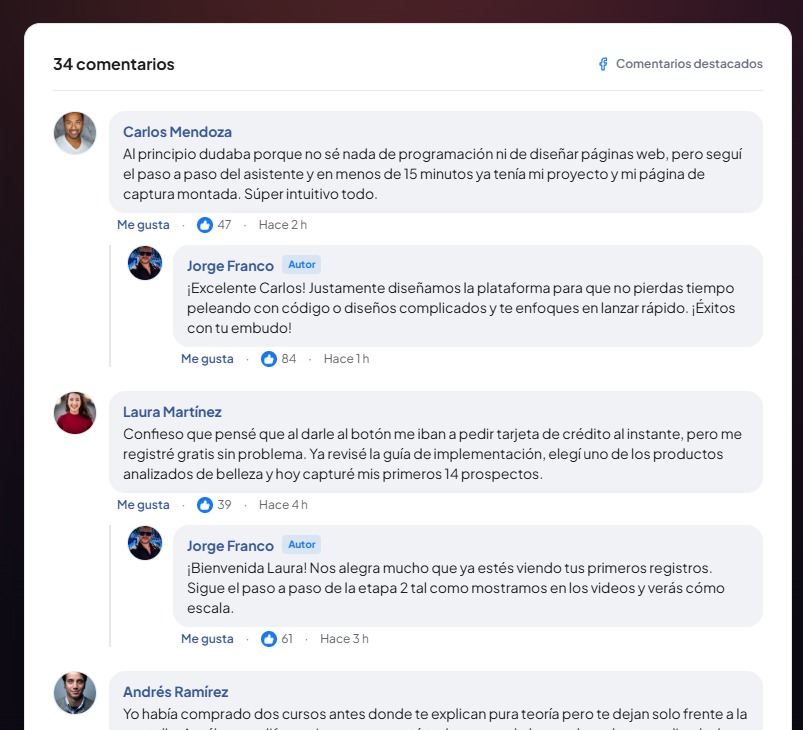 34 comentarios
Comentarios destacados
Carlos Mendoza
Al principio dudaba porque no sé nada de programación ni de diseñar páginas web, pero seguí
el paso a paso del asistente y en menos de 15 minutos ya tenía mi proyecto y mi página de
captura montada. Súper intuitivo todo.
Me gusta · 47 · Hace 2 h
Jorge Franco Autor
¡Excelente Carlos! Justamente diseñamos la plataforma para que no pierdas tiempo
peleando con código o diseños complicados y te enfoques en lanzar rápido. ¡Éxitos
con tu embudo!
Me gusta · 84 · Hace 1 h
Laura Martínez
Confieso que pensé que al darle al botón me iban a pedir tarjeta de crédito al instante, pero me
registré gratis sin problema. Ya revisé la guía de implementación, elegí uno de los productos
analizados de belleza y hoy capturé mis primeros 14 prospectos.
Me gusta · 39 · Hace 4 h
Jorge Franco Autor
¡Bienvenida Laura! Nos alegra mucho que ya estés viendo tus primeros registros.
Sigue el paso a paso de la etapa 2 tal como mostramos en los videos y verás cómo
escala.
Me gusta · 61 · Hace 3 h
Andrés Ramírez
Yo había comprado dos cursos antes donde te explican pura teoría pero te dejan solo frente a la